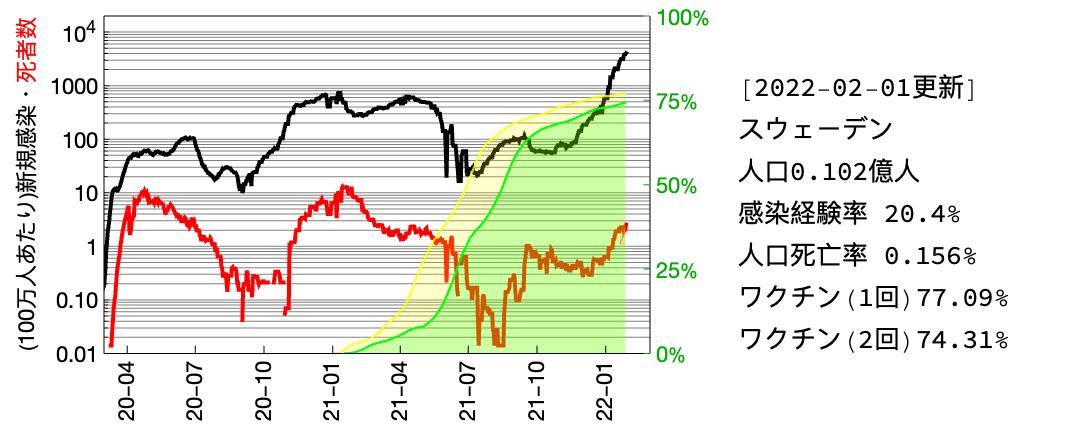 (100万人あたり)新規感染・死者数
10⁴
1000
100
10
1
0.10
0.01
100%
75%
50%
25%
0%
20-04
20-07
20-10
21-01
21-04
21-07
21-10
22-01
[2022-02-01更新]
スウェーデン
人口0.102億人
感染経験率 20.4%
人口死亡率 0.156%
ワクチン(1回)77.09%
ワクチン(2回)74.31%